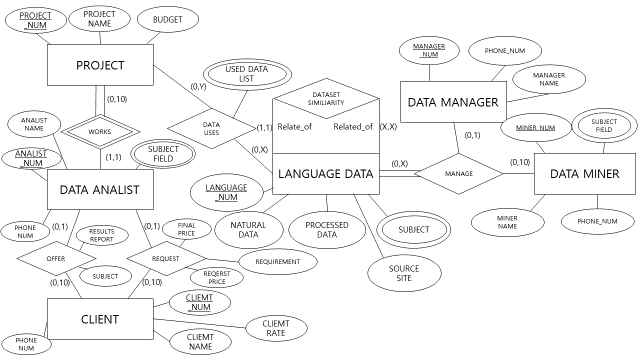 PROJECT
_NUM
PROJECT
NAME
BUDGET
PROJECT
(0,10)
WORKS
(1,1)
ANALIST
NAME
ANALIST
_NUM
SUBJECT
FIELD
DATA ANALIST
PHONE
NUM
(0,1)
RESULTS
REPORT
OFFER
SUBJECT
(0,10)
(0,1)
FINAL
PRICE
REQUEST
REQUIREMENT
REQERST
PRICE
(0,10)
CLIENT
PHONE
NUM
CLIEMT
_NUM
CLIEMT
NAME
CLIEMT
RATE
(0,Y)
USED DATA
LIST
DATA
USES
(1,1)
(0,X)
DATASET
SIMILIARITY
Relate_of
Related_of
(X,X)
LANGUAGE DATA
LANGUAGE
_NUM
NATURAL
DATA
PROCESSED
DATA
SUBJECT
SOURCE
SITE
(0,X)
MANAGER
_NUM
PHONE_NUM
MANAGER
NAME
DATA MANAGER
(0,1)
MANAGE
(0,10)
MINER_NUM
SUBJECT
FIELD
DATA MINER
MINER
NAME
PHONE_NUM